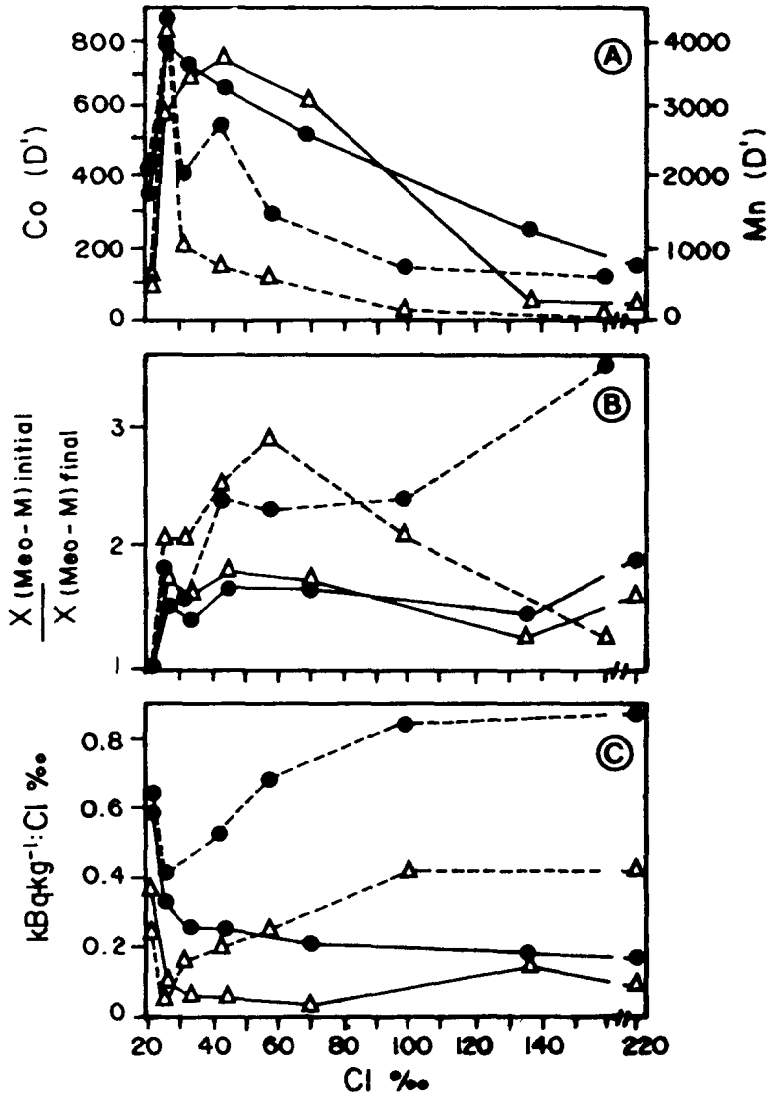 A
Co (D')
800
600
400
200
0
4000
3000
2000
1000
0
Mn (D')
B
X (Meo-M) initial
X (Meo-M) final
3
2
1
C
kBqkg⁻¹:Cl ‰
0.8
0.6
0.4
0.2
0
20 40 60 80 100 120 140 220
Cl ‰